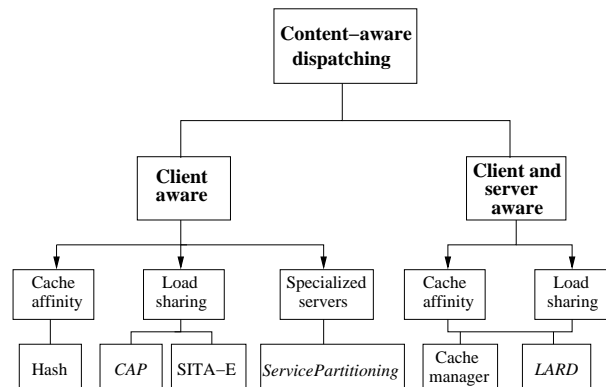 Content−aware
dispatching
Client
aware
Client and
server
aware
Cache
affinity
Load
sharing
Specialized
servers
Cache
affinity
Load
sharing
Hash
CAP
SITA−E
ServicePartitioning
Cache
manager
LARD